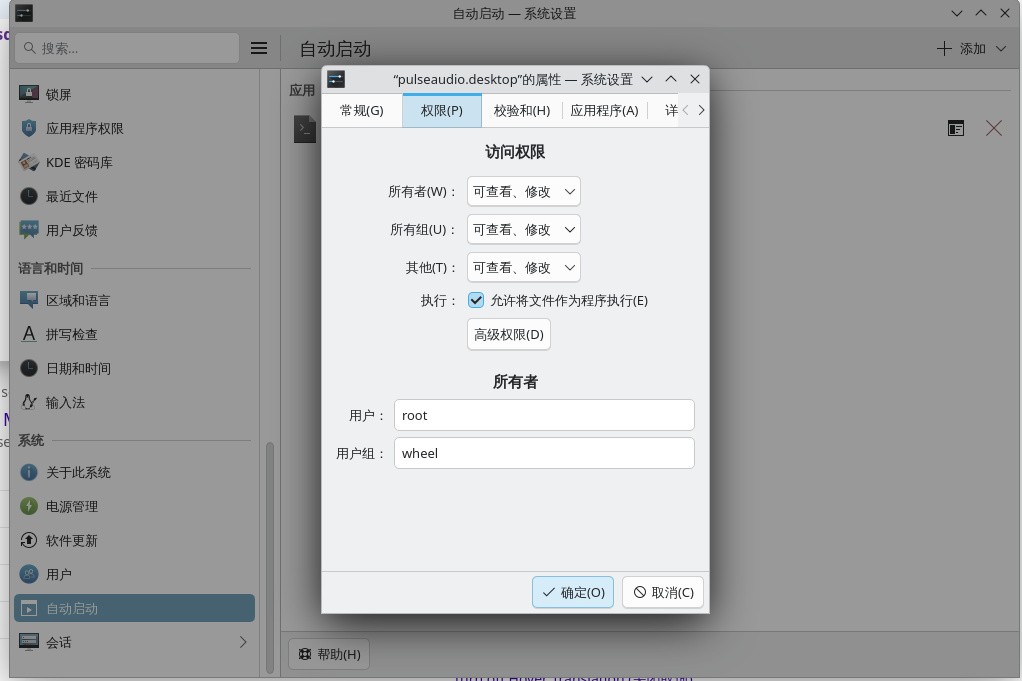 自动启动 — 系统设置
搜索...
自动启动
添加
锁屏
应用程序权限
KDE 密码库
最近文件
用户反馈
语言和时间
区域和语言
拼写检查
日期和时间
输入法
系统
关于此系统
电源管理
软件更新
用户
自动启动
会话
应用
“pulseaudio.desktop”的属性 — 系统设置
常规(G)
权限(P)
校验和(H)
应用程序(A)
详
访问权限
所有者(W)：
可查看、修改
所有组(U)：
可查看、修改
其他(T)：
可查看、修改
执行：
允许将文件作为程序执行(E)
高级权限(D)
所有者
用户：
root
用户组：
wheel
确定(O)
取消(C)
帮助(H)